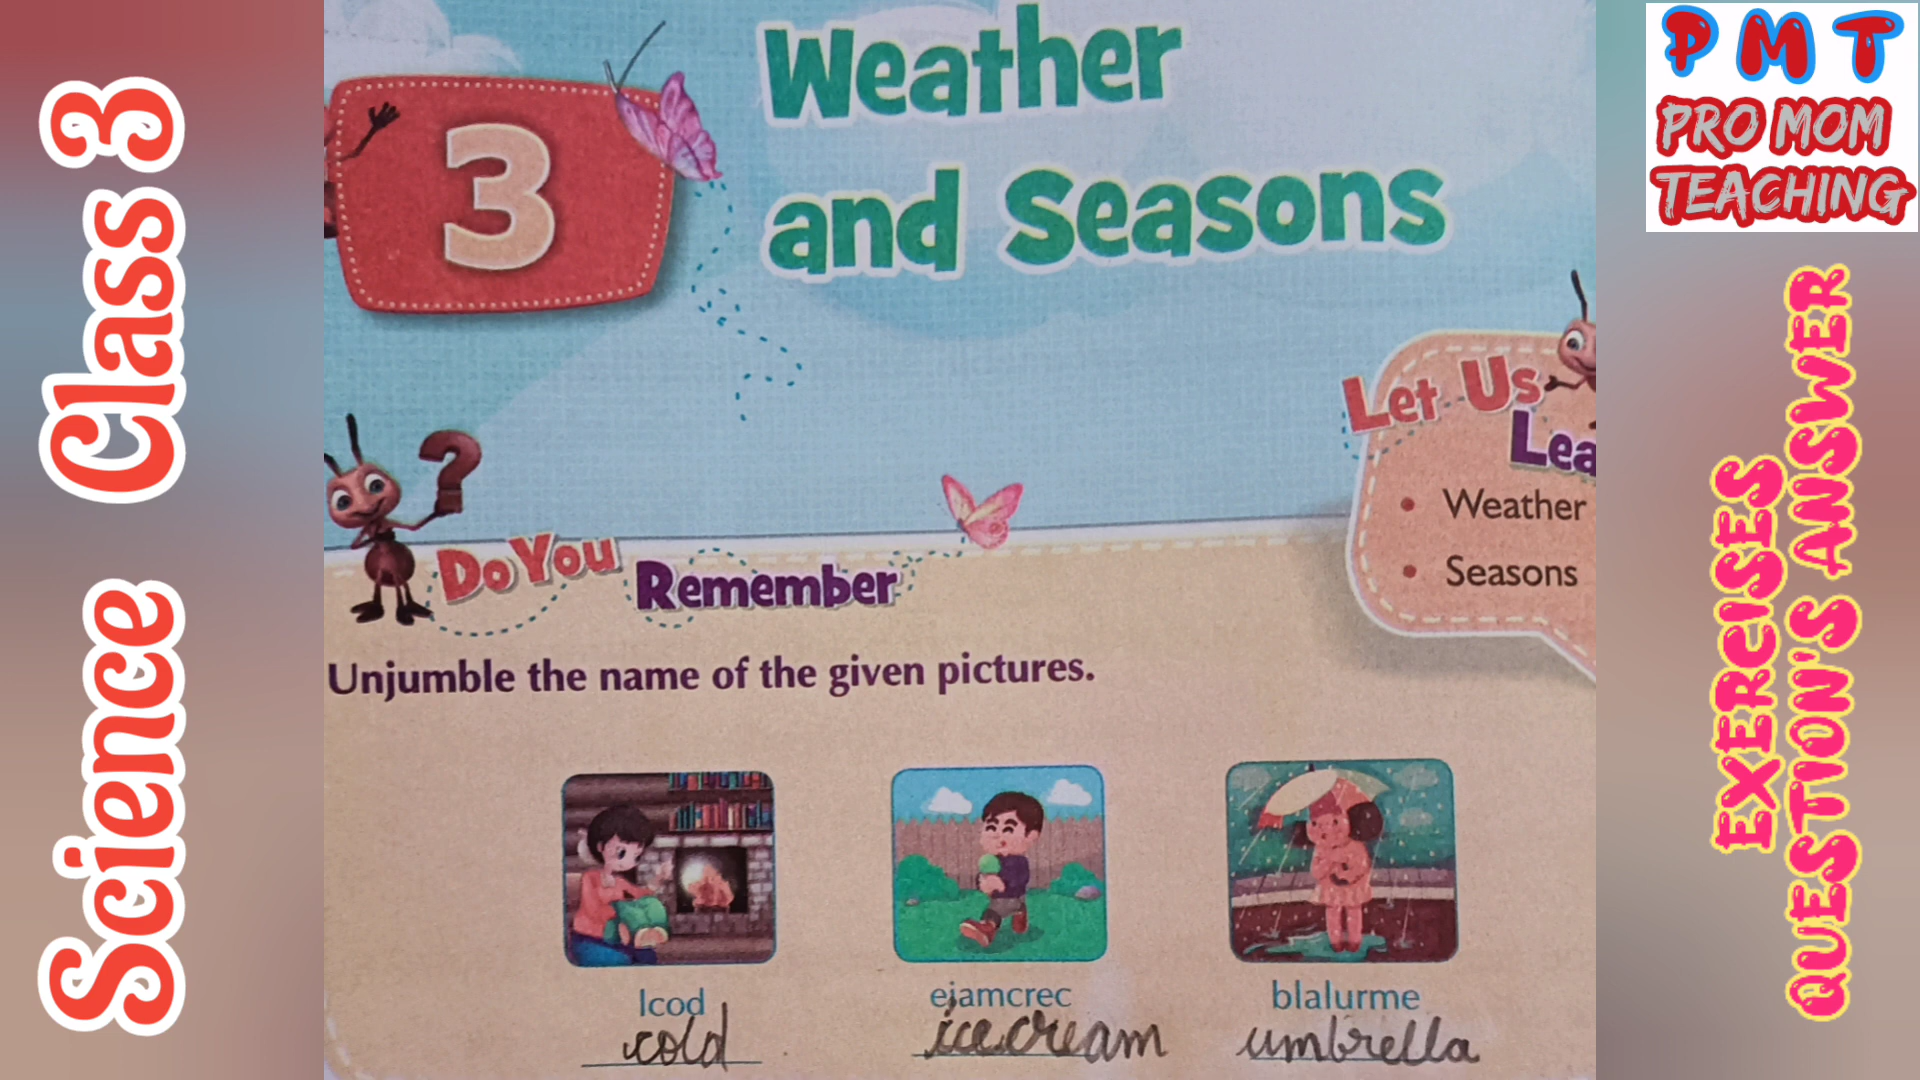 Science Class 3
3
Weather
and Seasons
Let Us
Lea
• Weather
• Seasons
Do You Remember
Unjumble the name of the given pictures.
lcod
ejamcrec
blalurme
cold
icecream
umbrella
PMT
PRO MOM
TEACHING
EXERCISES
QUESTION'S ANSWER